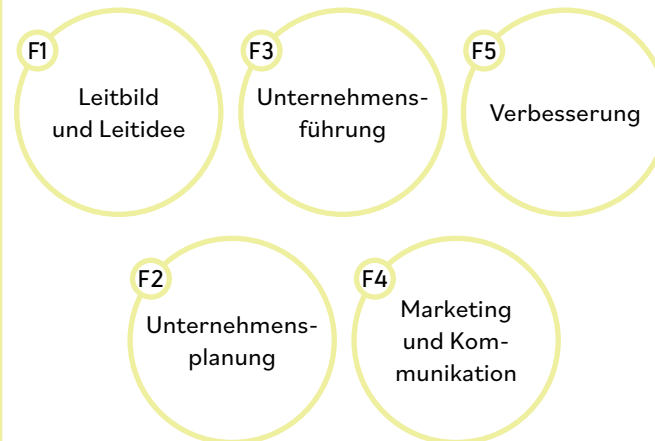 F1
Leitbild
und Leitidee
F3
Unternehmens-
führung
F5
Verbesserung
F2
Unternehmens-
planung
F4
Marketing
und Kom-
munikation